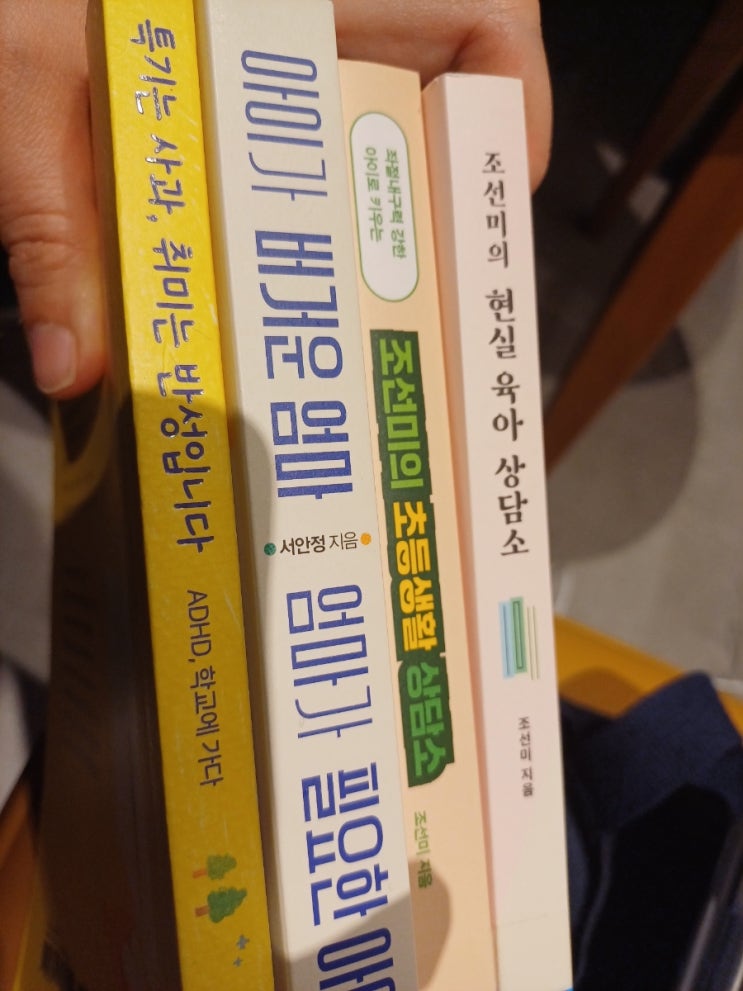 특기는 사과, 취미는 반성입니다
ADHD, 학교에 가다
아이가 버거운 엄마
서안정 지음
엄마가 필요한 아
좌절내구력 강한
아이로 키우는
조선미의 초등생활 상담소
조선미 지음
조선미의 현실 육아 상담소
조선미 지음